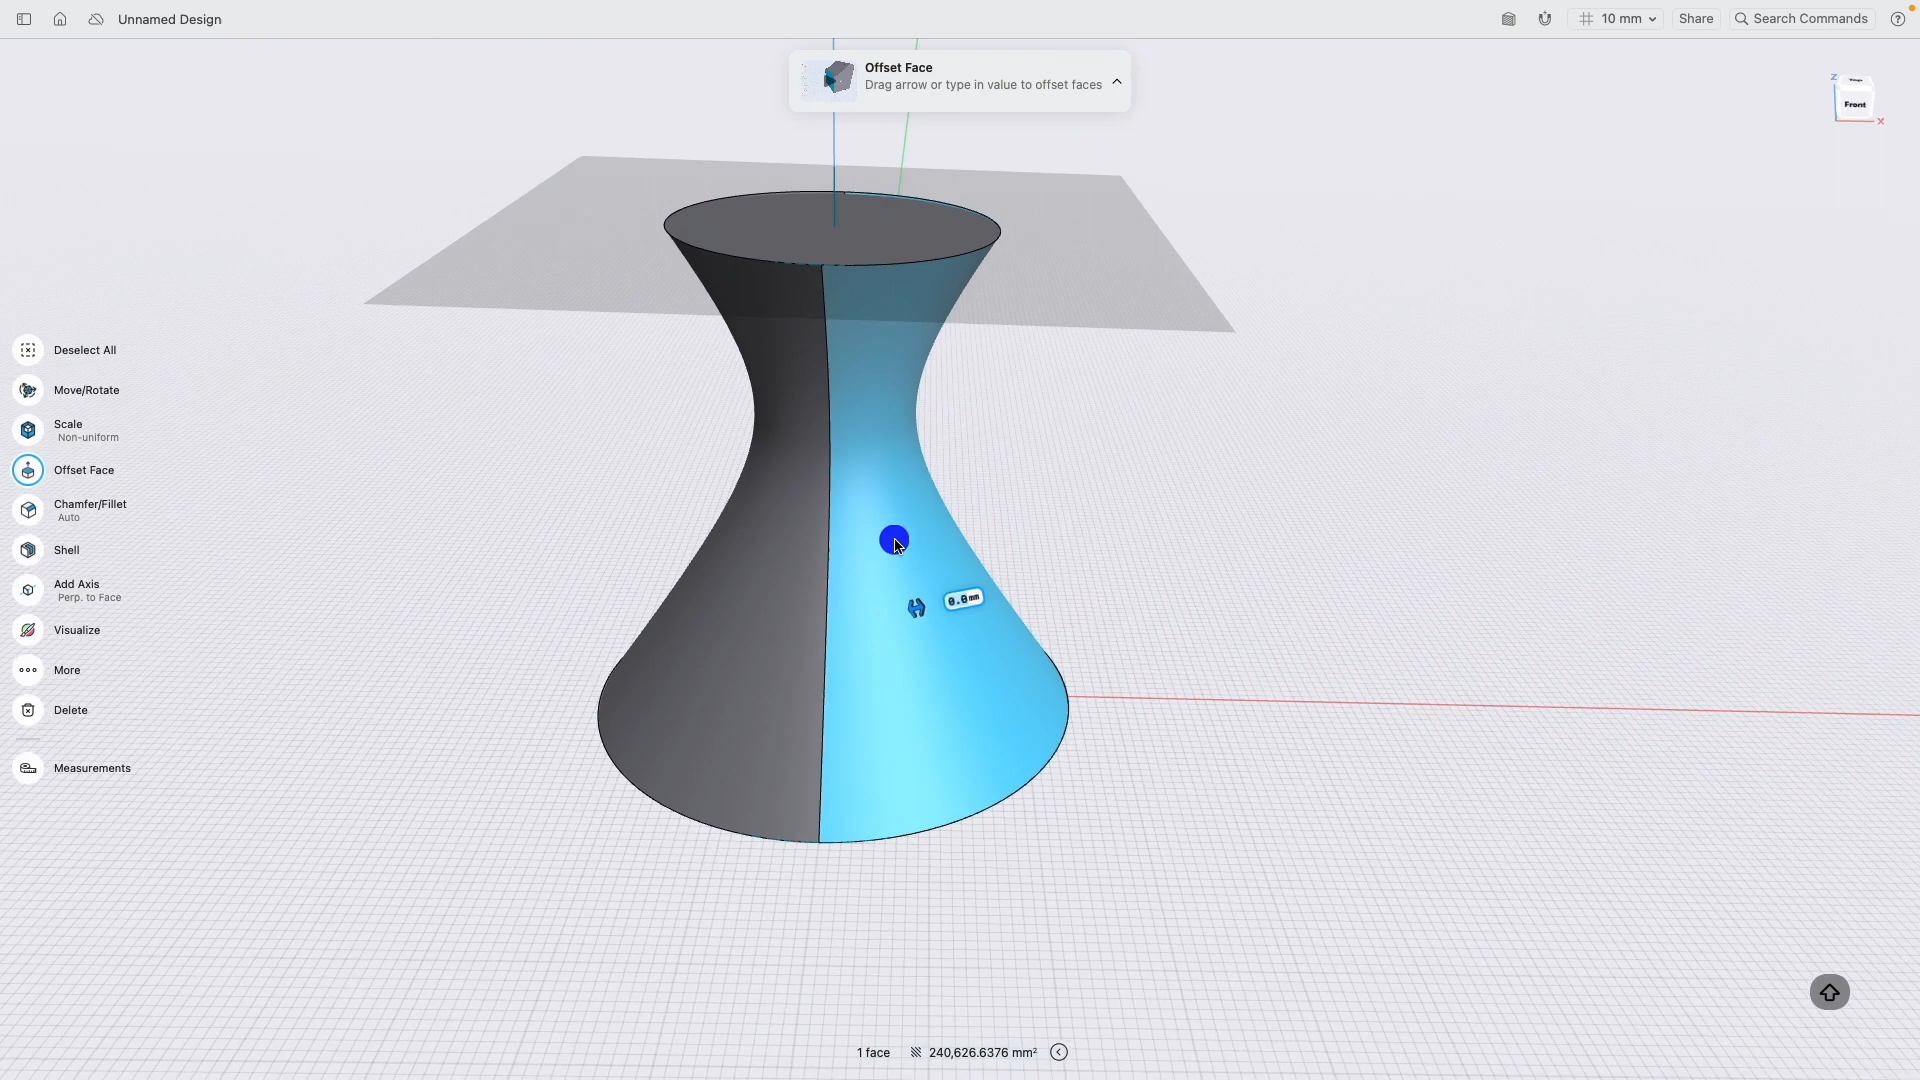 Unnamed Design
10 mm
Share
Search Commands
Offset Face
Drag arrow or type in value to offset faces
Z
Front
X
Deselect All
Move/Rotate
Scale
Non-uniform
Offset Face
Chamfer/Fillet
Auto
Shell
Add Axis
Perp. to Face
Visualize
More
Delete
Measurements
0.0 mm
1 face
240,626.6376 mm²